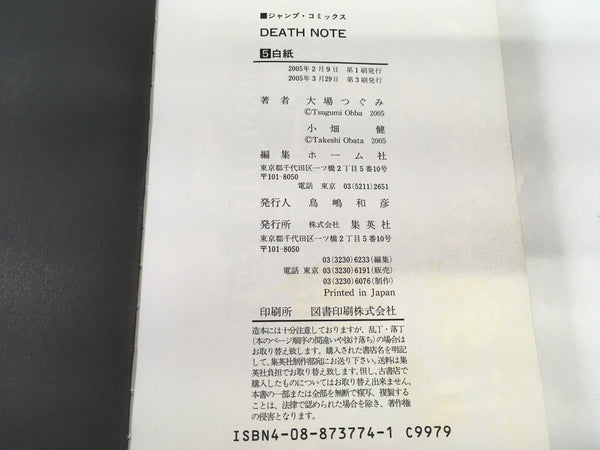 ■ジャンプ・コミックス
DEATH NOTE
5白紙
2005年2月9日 第1刷発行
2005年3月29日 第3刷発行
著者 大場つぐみ
©Tsugumi Ohba 2005
小畑 健
©Takeshi Obata 2005
編集 ホーム社
東京都千代田区一ツ橋2丁目5番10号
〒101-8050
電話 東京 03(5211)2651
発行人 鳥嶋和彦
発行所 株式会社 集英社
東京都千代田区一ツ橋2丁目5番10号
〒101-8050
03(3230)6233(編集)
電話 東京 03(3230)6191(販売)
03(3230)6076(制作)
Printed in Japan
印刷所 図書印刷株式会社
造本には十分注意しておりますが、乱丁・落丁
(本のページ順序の間違いや抜け落ち)の場合は
お取り替え致します。購入された書店名を明記
して、集英社制作部宛にお送り下さい。送料は集
英社負担でお取り替え致します。但し、古書店で
購入したものについてはお取り替え出来ません。
本書の一部または全部を無断で複写、複製する
ことは、法律で認められた場合を除き、著作権
の侵害となります。
ISBN4-08-873774-1 C9979